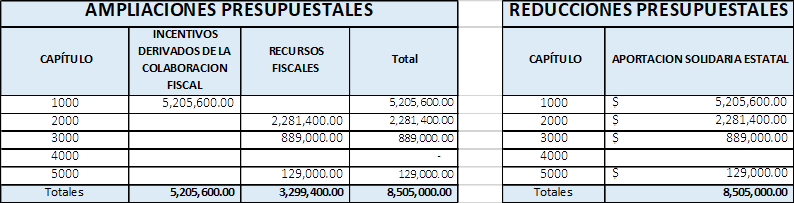 AMPLIACIONES PRESUPUESTALES REDUCCIONES PRESUPUESTALES
CAPÍTULO INCENTIVOS DERIVADOS DE LA COLABORACION FISCAL RECURSOS FISCALES Total CAPÍTULO APORTACION SOLIDARIA ESTATAL
1000 5,205,600.00 5,205,600.00 1000 $ 5,205,600.00
2000 2,281,400.00 2,281,400.00 2000 $ 2,281,400.00
3000 889,000.00 889,000.00 3000 $ 889,000.00
4000 - 4000
5000 129,000.00 129,000.00 5000 $ 129,000.00
Totales 5,205,600.00 3,299,400.00 8,505,000.00 Totales 8,505,000.00